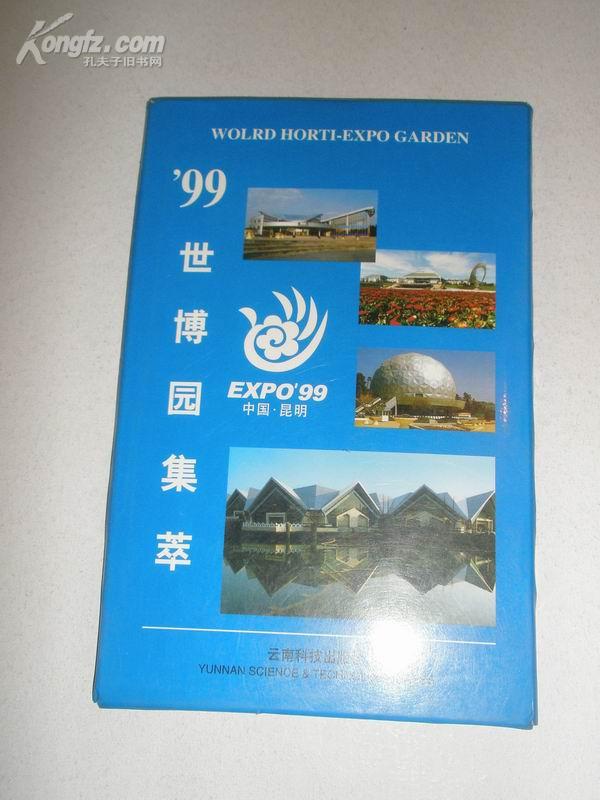 Kongfz.com
孔夫子旧书网
WOLRD HORTI-EXPO GARDEN
'99
世博园集萃
EXPO'99
中国·昆明
云南科技出版
YUNNAN SCIENCE &